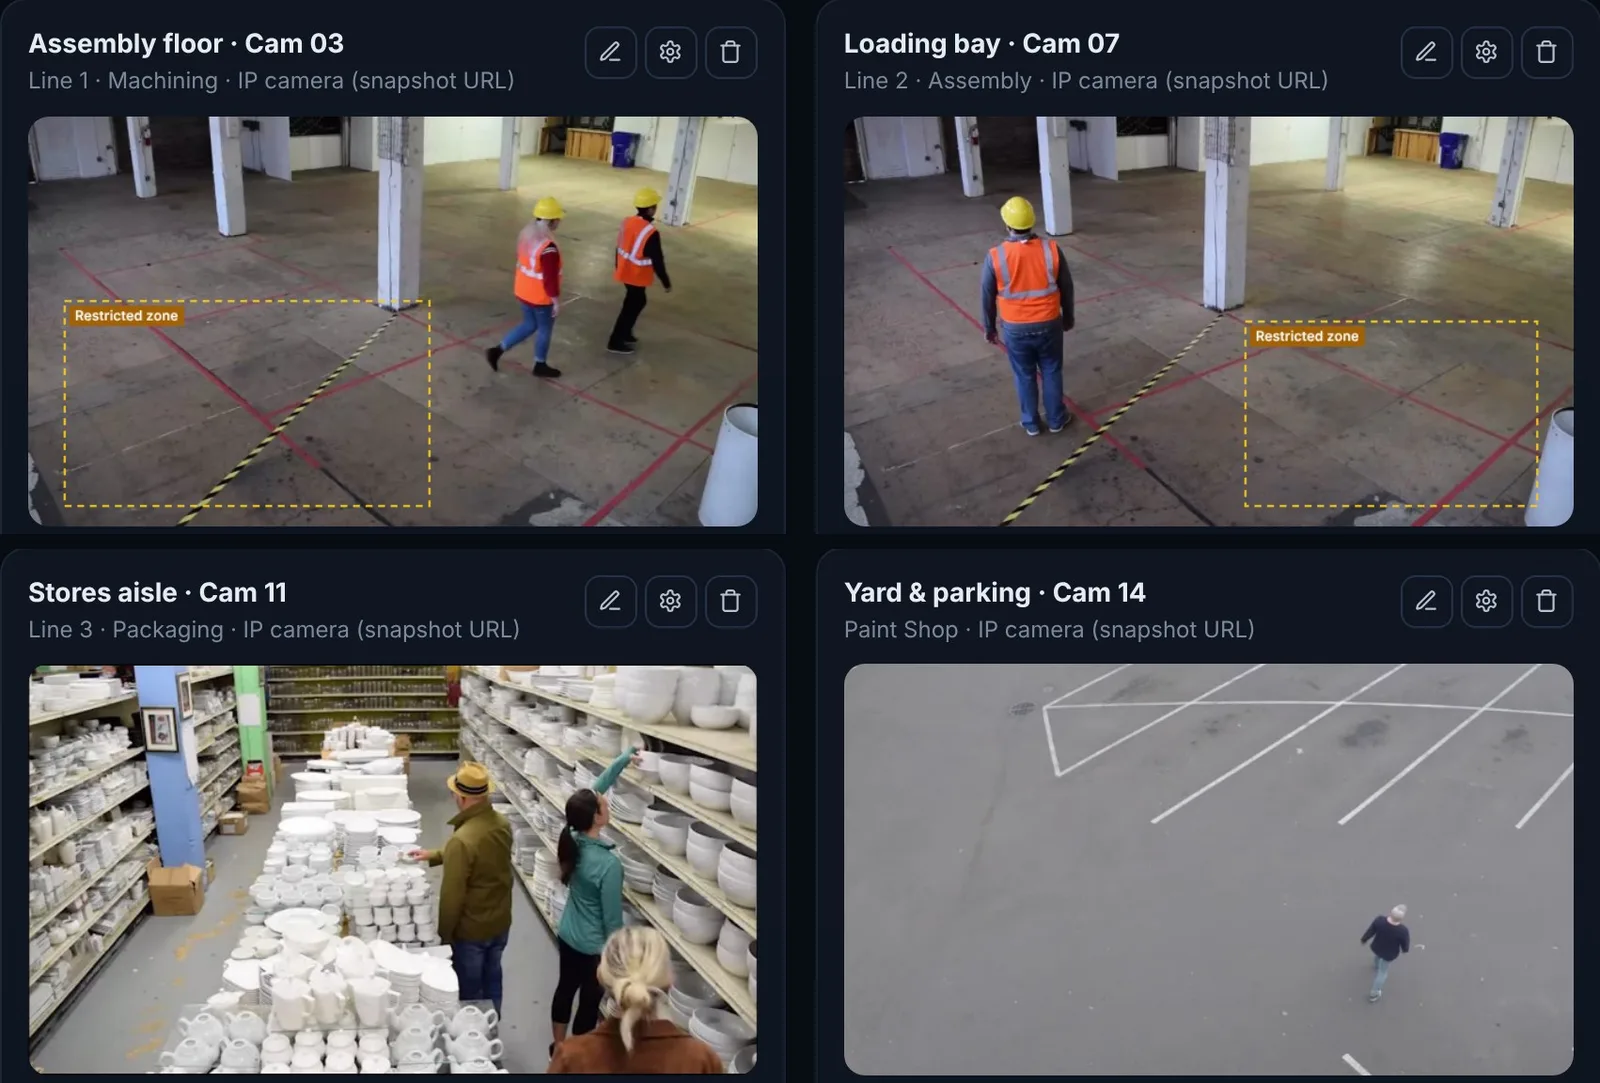 Assembly floor · Cam 03
Line 1 · Machining · IP camera (snapshot URL)
Restricted zone
Loading bay · Cam 07
Line 2 · Assembly · IP camera (snapshot URL)
Restricted zone
Stores aisle · Cam 11
Line 3 · Packaging · IP camera (snapshot URL)
Yard & parking · Cam 14
Paint Shop · IP camera (snapshot URL)